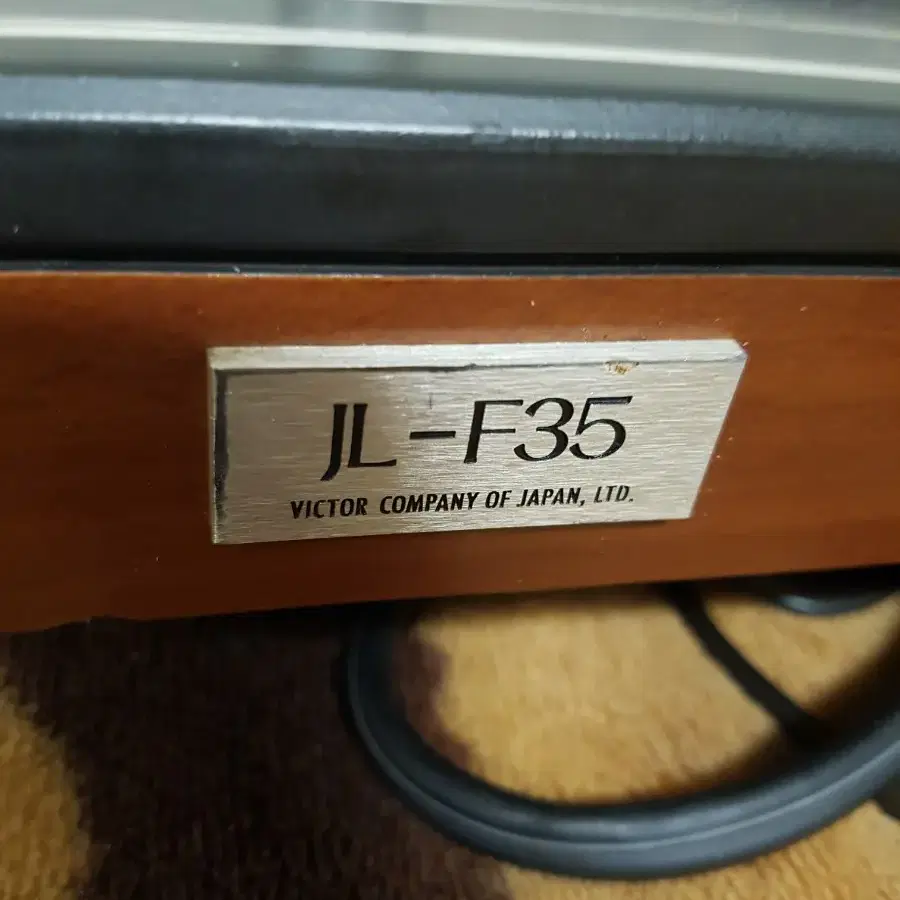 JL-F35
VICTOR COMPANY OF JAPAN, LTD.